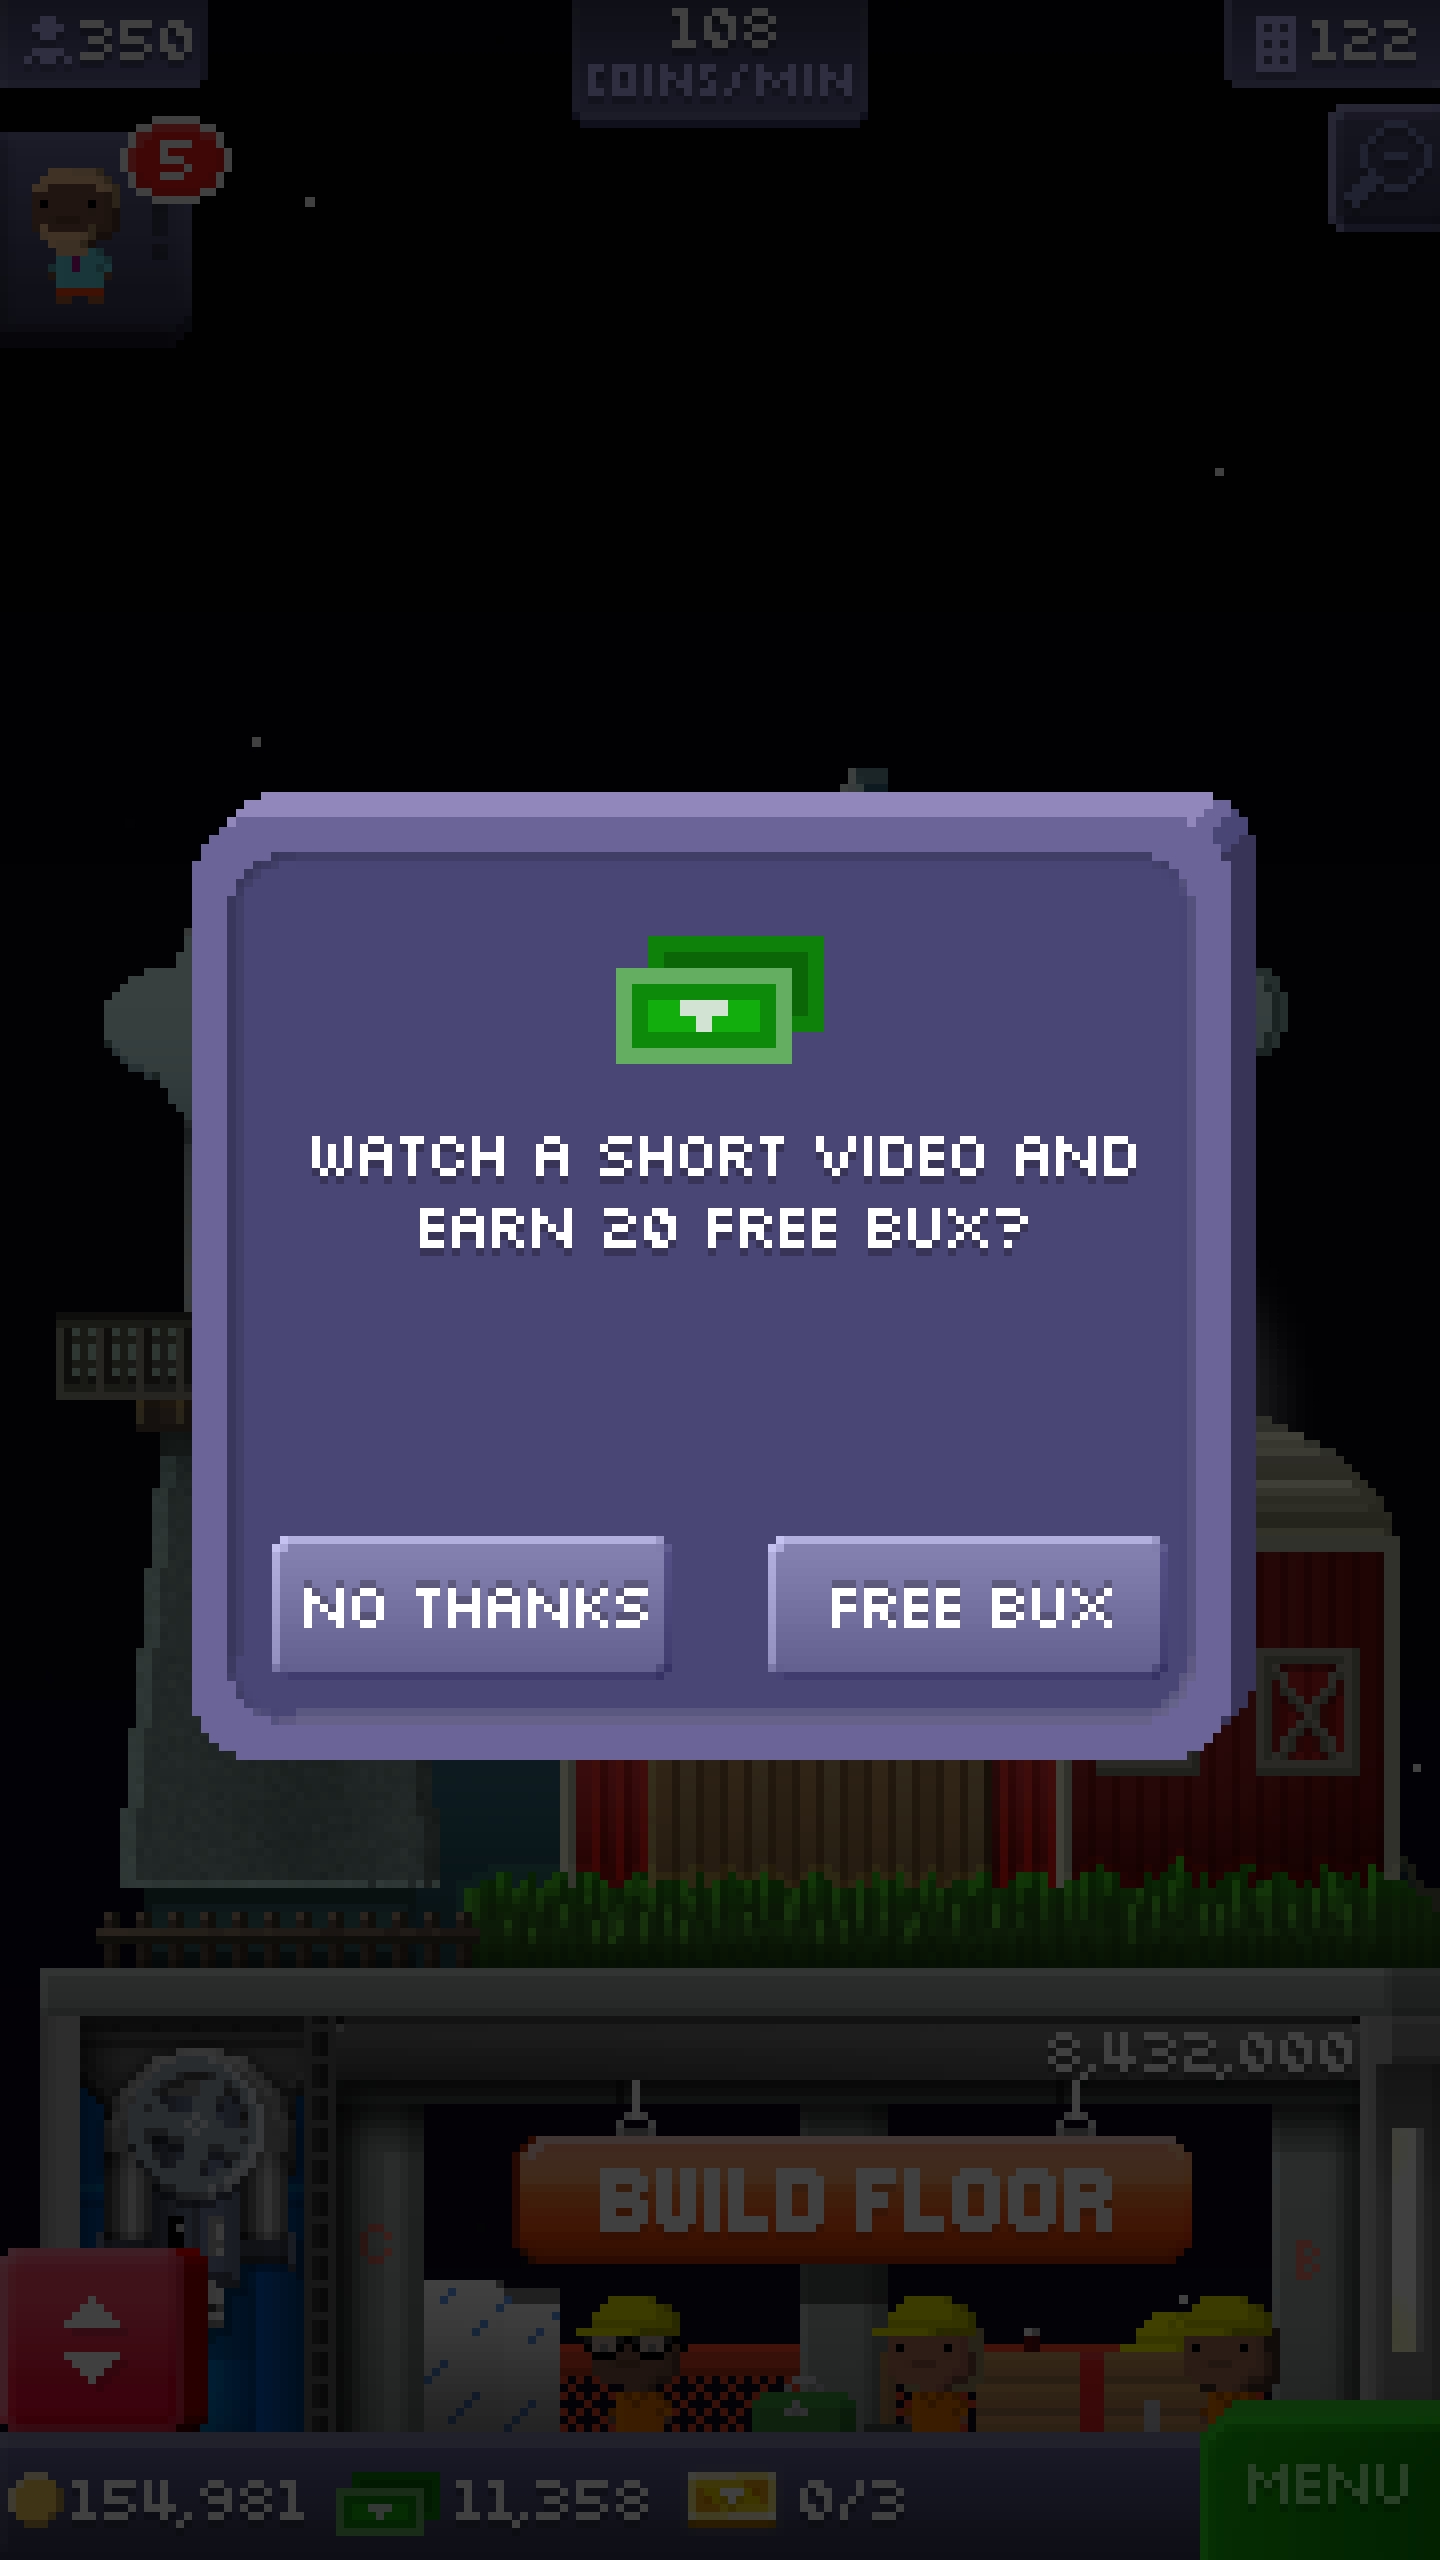 350
108
COINS/MIN
122
5
WATCH A SHORT VIDEO AND
EARN 20 FREE BUX?
NO THANKS
FREE BUX
8,432,000
BUILD FLOOR
C
B
154,981
11,358
0/3
MENU